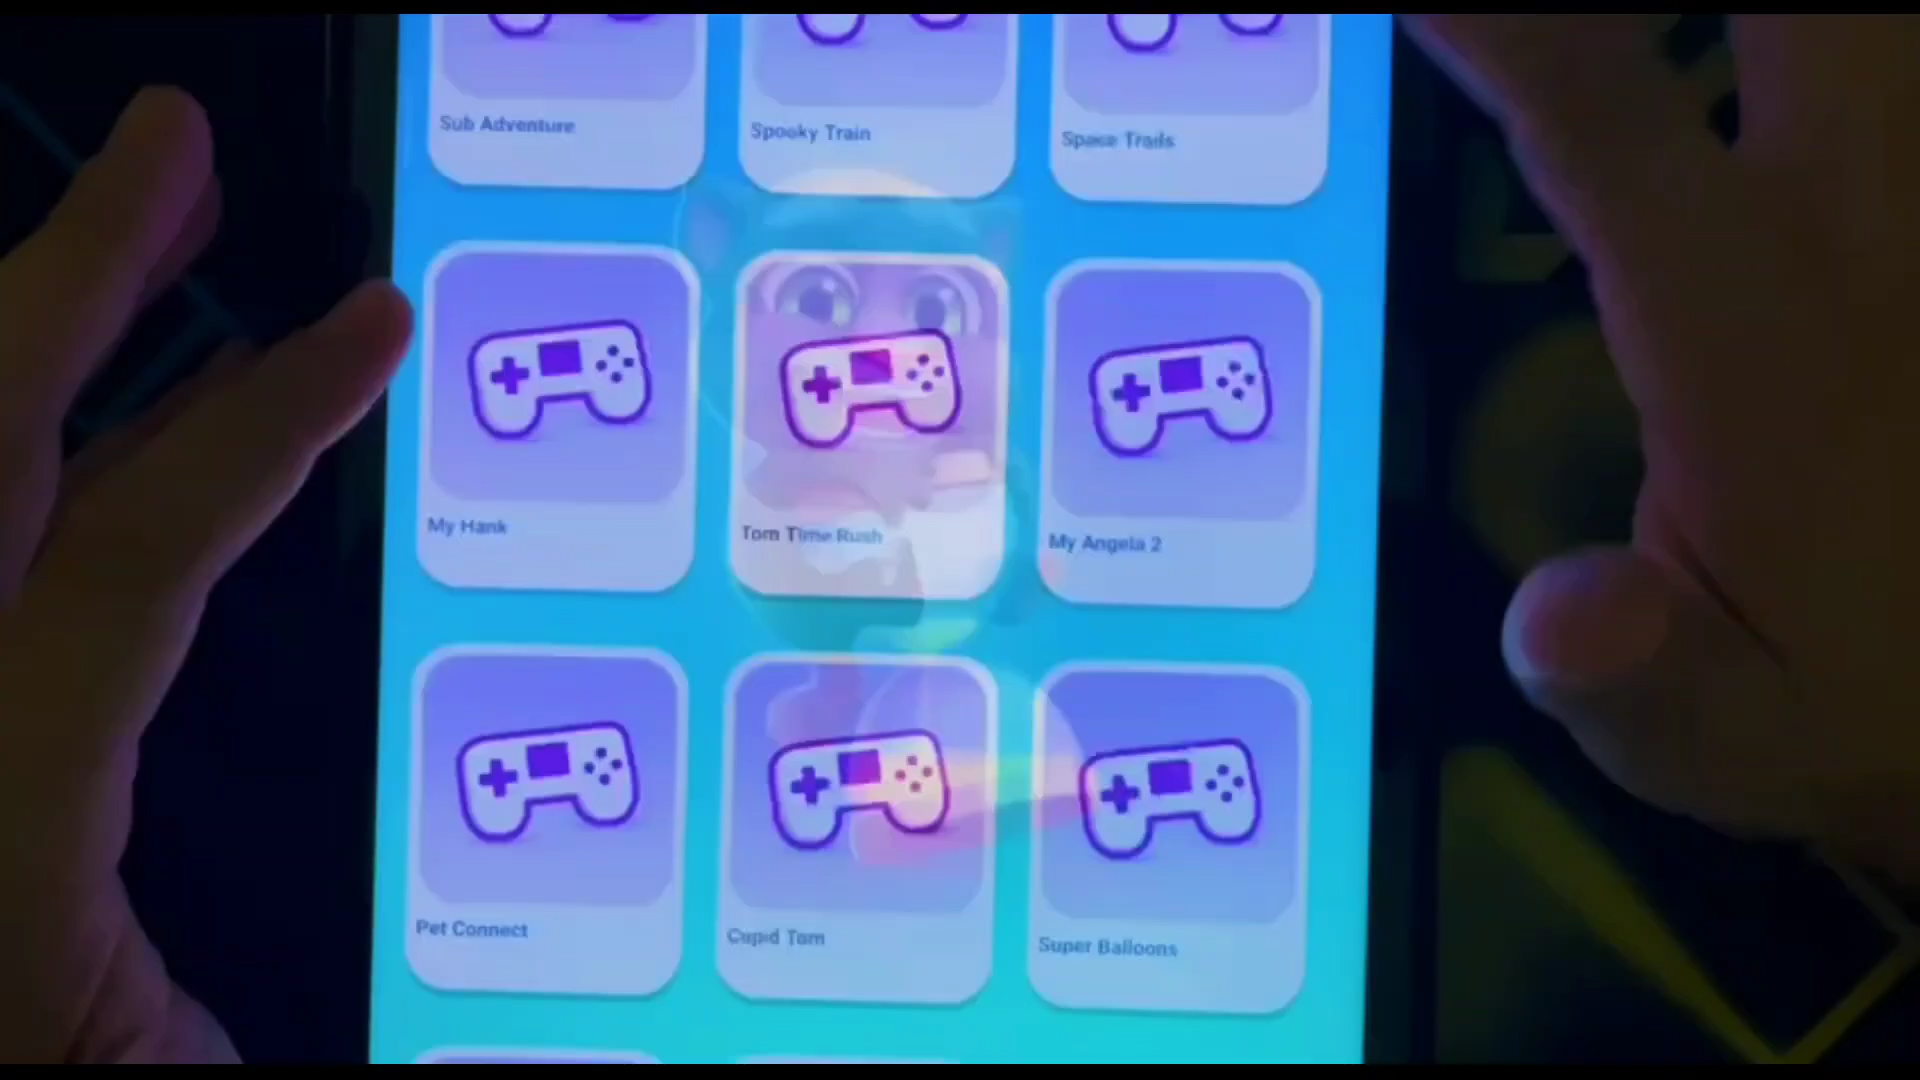 Sub Adventure
Spooky Train
Space Trails
My Hank
Tom Time Rush
My Angela 2
Pet Connect
Cupid Tom
Super Balloons